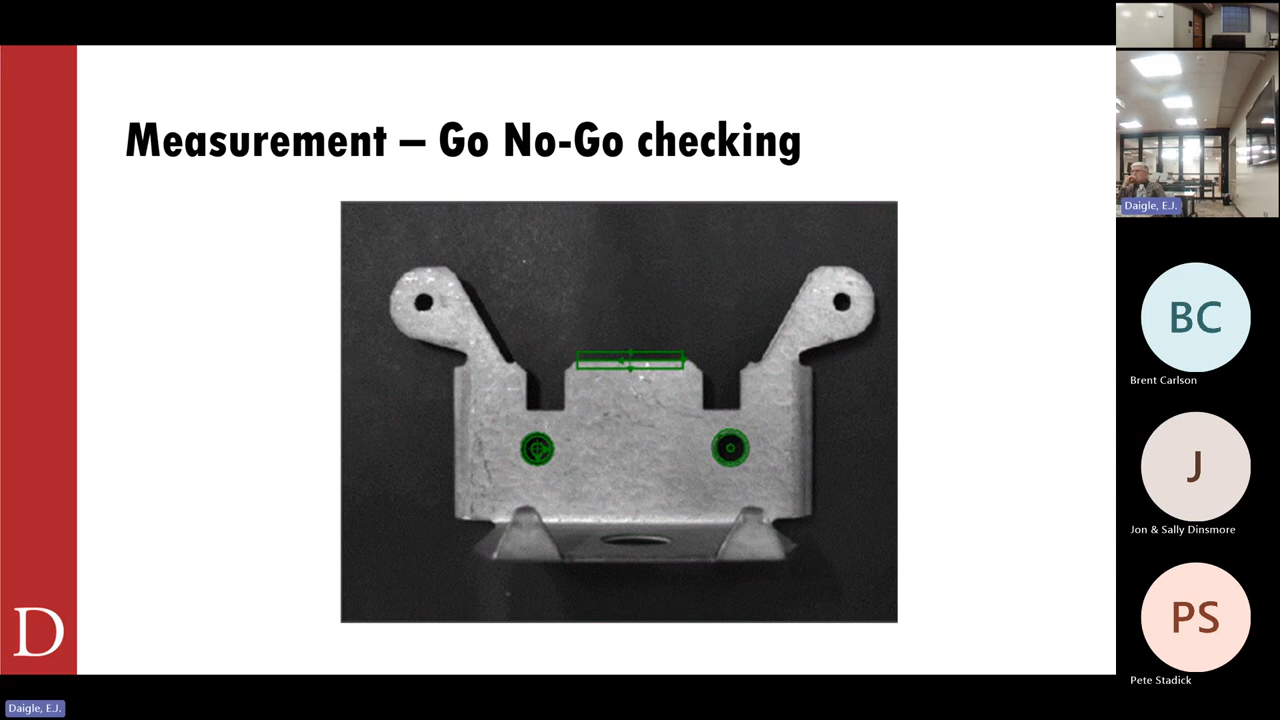 Measurement – Go No-Go checking
D
Daigle, E.J.
Daigle, E.J.
BC
Brent Carlson
J
Jon & Sally Dinsmore
PS
Pete Stadick